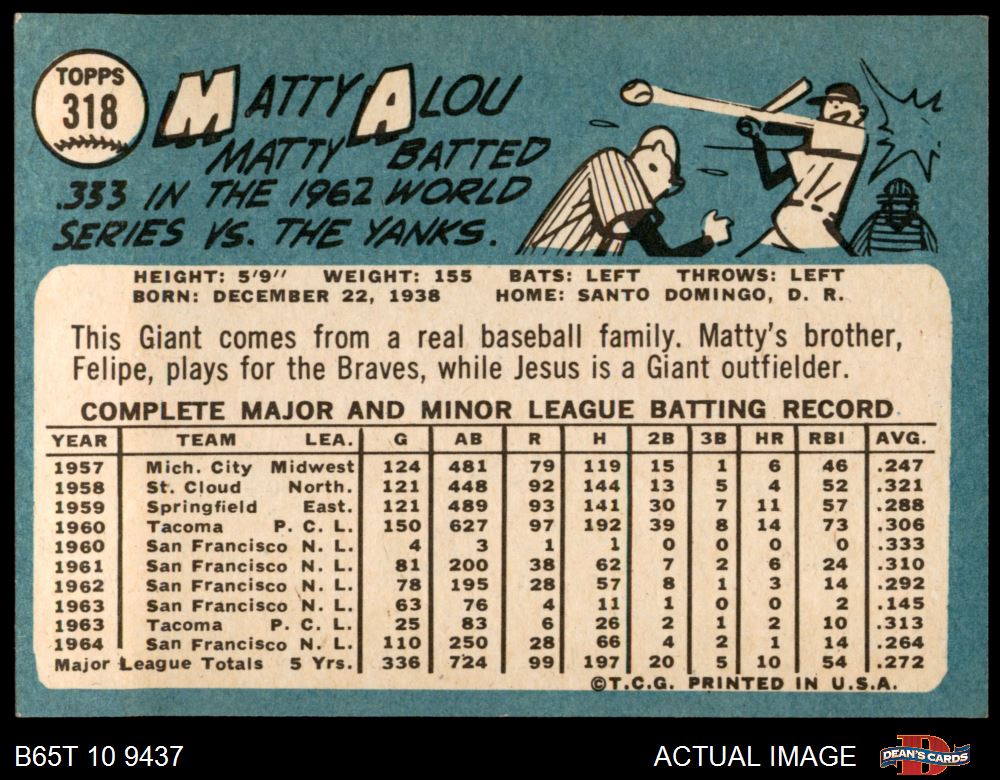 TOPPS
318
MATTY ALOU
MATTY BATTED
.333 IN THE 1962 WORLD
SERIES VS. THE YANKS.
HEIGHT: 5'9" WEIGHT: 155 BATS: LEFT THROWS: LEFT
BORN: DECEMBER 22, 1938 HOME: SANTO DOMINGO, D. R.
This Giant comes from a real baseball family. Matty's brother,
Felipe, plays for the Braves, while Jesus is a Giant outfielder.
COMPLETE MAJOR AND MINOR LEAGUE BATTING RECORD
YEAR TEAM LEA. G AB R H 2B 3B HR RBI AVG.
1957 Mich. City Midwest 124 481 79 119 15 1 6 46 .247
1958 St. Cloud North. 121 448 92 144 13 5 4 52 .321
1959 Springfield East. 121 489 93 141 30 7 11 57 .288
1960 Tacoma P. C. L. 150 627 97 192 39 8 14 73 .306
1960 San Francisco N. L. 4 3 1 1 0 0 0 0 .333
1961 San Francisco N. L. 81 200 38 62 7 2 6 24 .310
1962 San Francisco N. L. 78 195 28 57 8 1 3 14 .292
1963 San Francisco N. L. 63 76 4 11 1 0 0 2 .145
1963 Tacoma P. C. L. 25 83 6 26 2 1 2 10 .313
1964 San Francisco N. L. 110 250 28 66 4 2 1 14 .264
Major League Totals 5 Yrs. 336 724 99 197 20 5 10 54 .272
©T.C.G. PRINTED IN U.S.A.
B65T 10 9437 ACTUAL IMAGE
D
DEAN'S CARDS